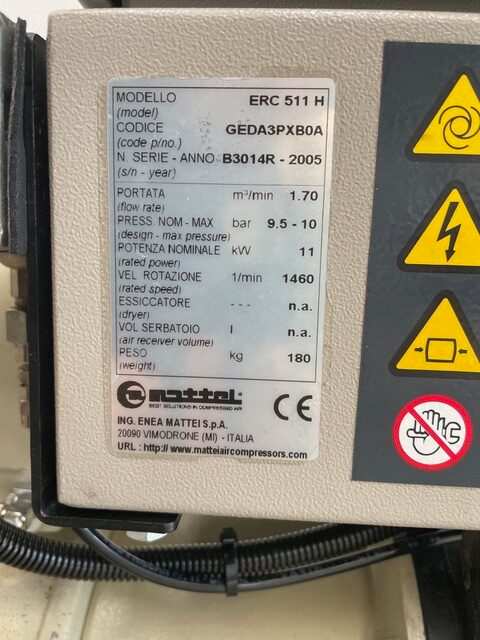 MODELLO ERC 511 H
(model)
CODICE GEDA3PXB0A
(code p/no.)
N SERIE - ANNO B3014R - 2005
(s/n - year)
PORTATA m³/min 1.70
(flow rate)
PRESS. NOM - MAX bar 9.5 - 10
(design - max pressure)
POTENZA NOMINALE kW 11
(rated power)
VEL ROTAZIONE 1/min 1460
(rated speed)
ESSICCATORE - - - n.a.
(dryer)
VOL SERBATOIO l n.a.
(air receiver volume)
PESO kg 180
(weight)
mattei
BEST SOLUTIONS IN COMPRESSED AIR
CE
ING. ENEA MATTEI S.p.A.
20090 VIMODRONE (MI) - ITALIA
URL : http:// www.matteiaircompressors.com